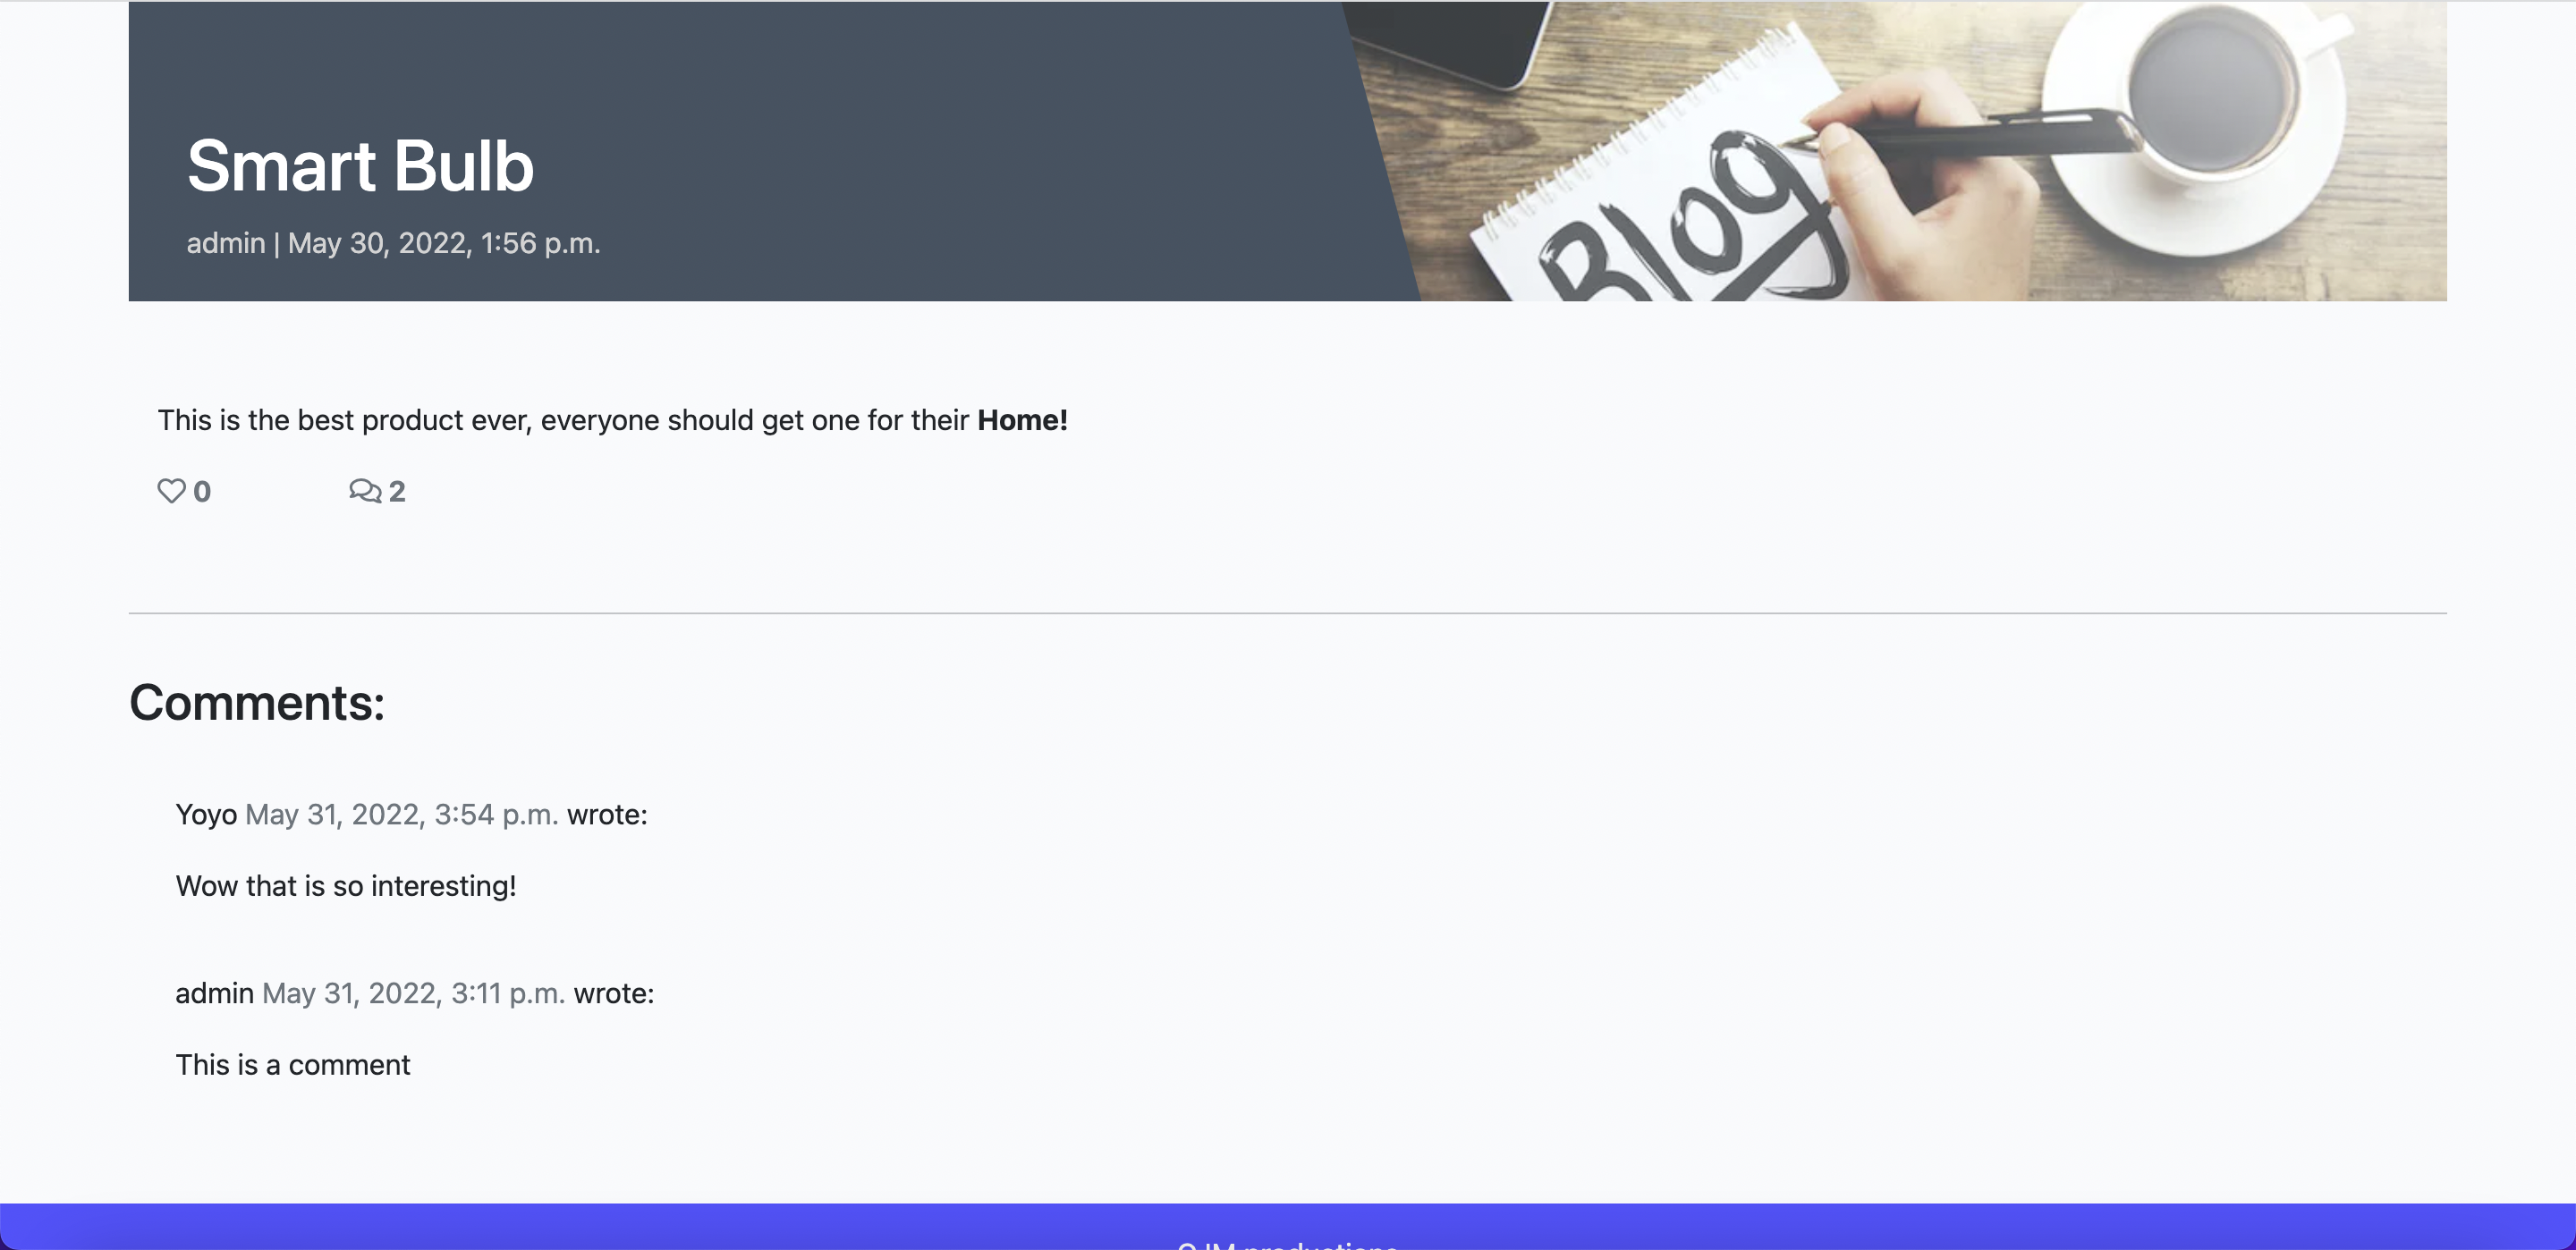 Smart Bulb
admin | May 30, 2022, 1:56 p.m.
Blog
This is the best product ever, everyone should get one for their Home!
0 2
Comments:
Yoyo May 31, 2022, 3:54 p.m. wrote:
Wow that is so interesting!
admin May 31, 2022, 3:11 p.m. wrote:
This is a comment
productions